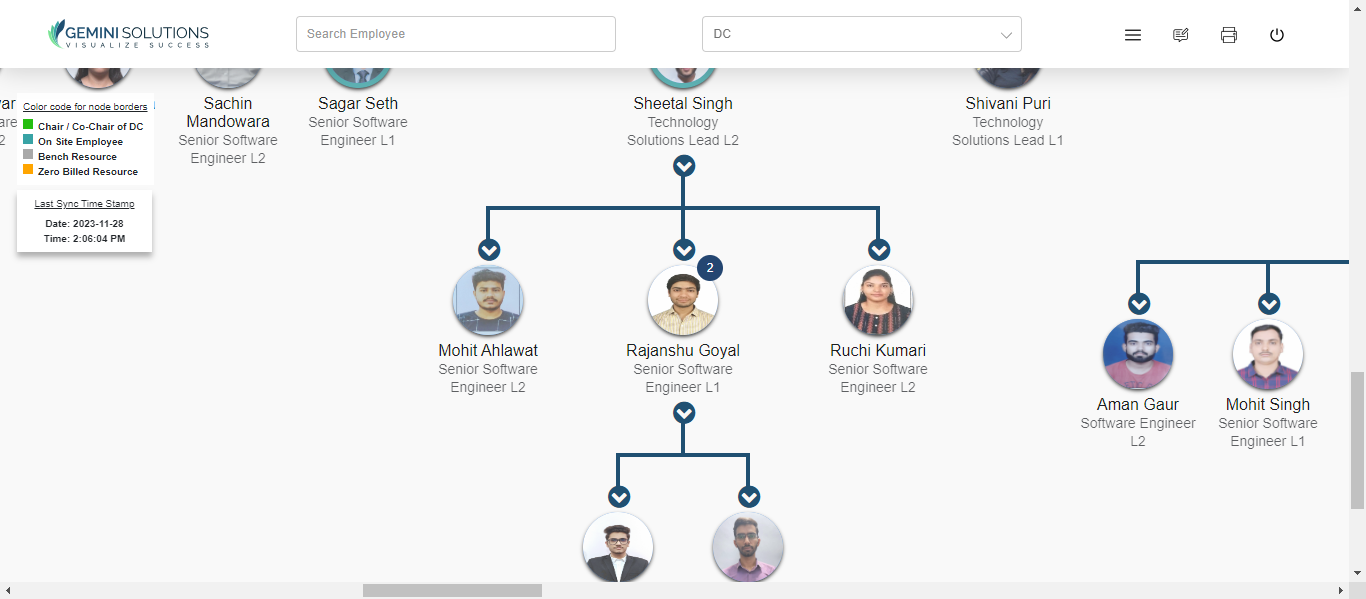 GEMINI SOLUTIONS
VISUALIZE SUCCESS
Search Employee
DC
var
are
2
Color code for node borders
Chair / Co-Chair of DC
On Site Employee
Bench Resource
Zero Billed Resource
Last Sync Time Stamp
Date: 2023-11-28
Time: 2:06:04 PM
Sachin
Mandowara
Senior Software
Engineer L2
Sagar Seth
Senior Software
Engineer L1
Sheetal Singh
Technology
Solutions Lead L2
Shivani Puri
Technology
Solutions Lead L1
Mohit Ahlawat
Senior Software
Engineer L2
2
Rajanshu Goyal
Senior Software
Engineer L1
Ruchi Kumari
Senior Software
Engineer L2
Aman Gaur
Software Engineer
L2
Mohit Singh
Senior Software
Engineer L1